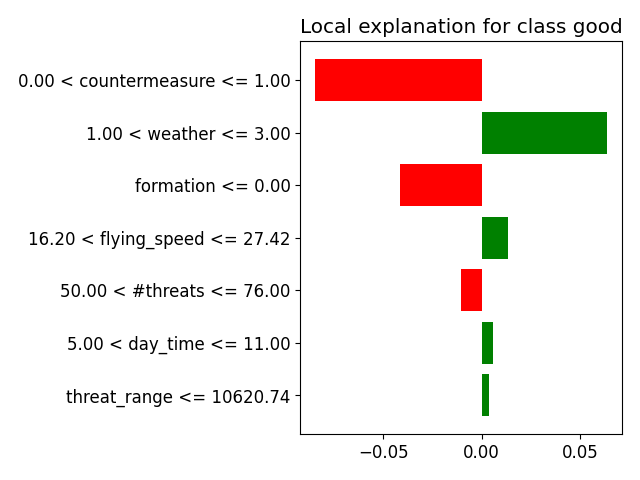 Local explanation for class good
0.00 < countermeasure <= 1.00
1.00 < weather <= 3.00
formation <= 0.00
16.20 < flying_speed <= 27.42
50.00 < #threats <= 76.00
5.00 < day_time <= 11.00
threat_range <= 10620.74
−0.05 0.00 0.05